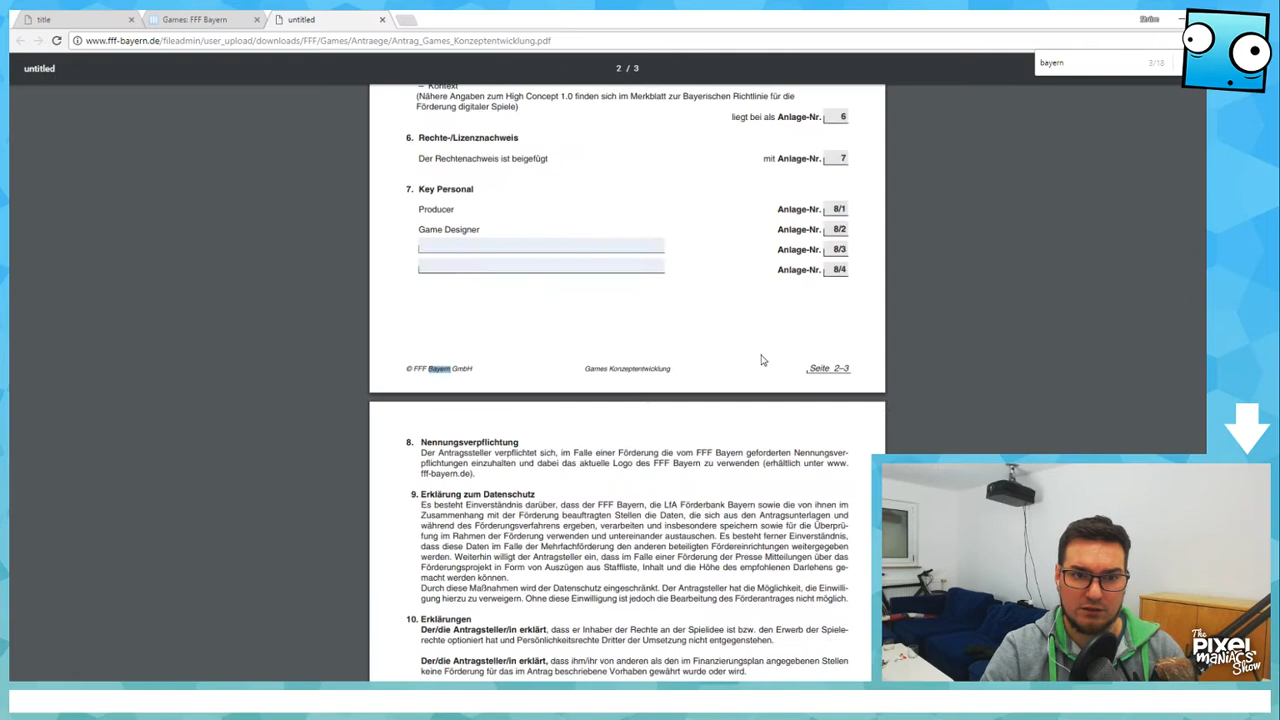 title
Games: FFF Bayern
untitled
www.fff-bayern.de/fileadmin/user_upload/downloads/FFF/Games/Antraege/Antrag_Games_Konzeptentwicklung.pdf
untitled
2 / 3
bayern
3/18
– Kontext
(Nähere Angaben zum High Concept 1.0 finden sich im Merkblatt zur Bayerischen Richtlinie für die
Förderung digitaler Spiele)
liegt bei als Anlage-Nr. 6
6. Rechte-/Lizenznachweis
Der Rechtenachweis ist beigefügt mit Anlage-Nr. 7
7. Key Personal
Producer Anlage-Nr. 8/1
Game Designer Anlage-Nr. 8/2
Anlage-Nr. 8/3
Anlage-Nr. 8/4
© FFF Bayern GmbH Games Konzeptentwicklung Seite 2–3
8. Nennungsverpflichtung
Der Antragssteller verpflichtet sich, im Falle einer Förderung die vom FFF Bayern geforderten Nennungsver-
pflichtungen einzuhalten und dabei das aktuelle Logo des FFF Bayern zu verwenden (erhältlich unter www.
fff-bayern.de).
9. Erklärung zum Datenschutz
Es besteht Einverständnis darüber, dass der FFF Bayern, die LfA Förderbank Bayern sowie die von ihnen im
Zusammenhang mit der Förderung beauftragten Stellen die Daten, die sich aus den Antragsunterlagen und
während des Förderungsverfahrens ergeben, verarbeiten und insbesondere speichern sowie für die Überprü-
fung im Rahmen der Förderung verwenden und untereinander austauschen. Es besteht ferner Einverständnis,
dass diese Daten im Falle der Mehrfachförderung den anderen beteiligten Fördereinrichtungen weitergegeben
werden. Weiterhin willigt der Antragsteller ein, dass im Falle einer Förderung der Presse Mitteilungen über das
Förderungsprojekt in Form von Auszügen aus Staffliste, Inhalt und die Höhe des empfohlenen Darlehens ge-
macht werden können.
Durch diese Maßnahmen wird der Datenschutz eingeschränkt. Der Antragsteller hat die Möglichkeit, die Einwilli-
gung hierzu zu verweigern. Ohne diese Einwilligung ist jedoch die Bearbeitung des Förderantrages nicht möglich.
10. Erklärungen
Der/die Antragsteller/in erklärt, dass er Inhaber der Rechte an der Spielidee ist bzw. den Erwerb der Spiele-
rechte optioniert hat und Persönlichkeitsrechte Dritter der Umsetzung nicht entgegenstehen.
Der/die Antragsteller/in erklärt, dass ihm/ihr von anderen als den im Finanzierungsplan angegebenen Stellen
keine Förderung für das im Antrag beschriebene Vorhaben gewährt wurde oder wird.
The
PiXEL
MANiACS
Show